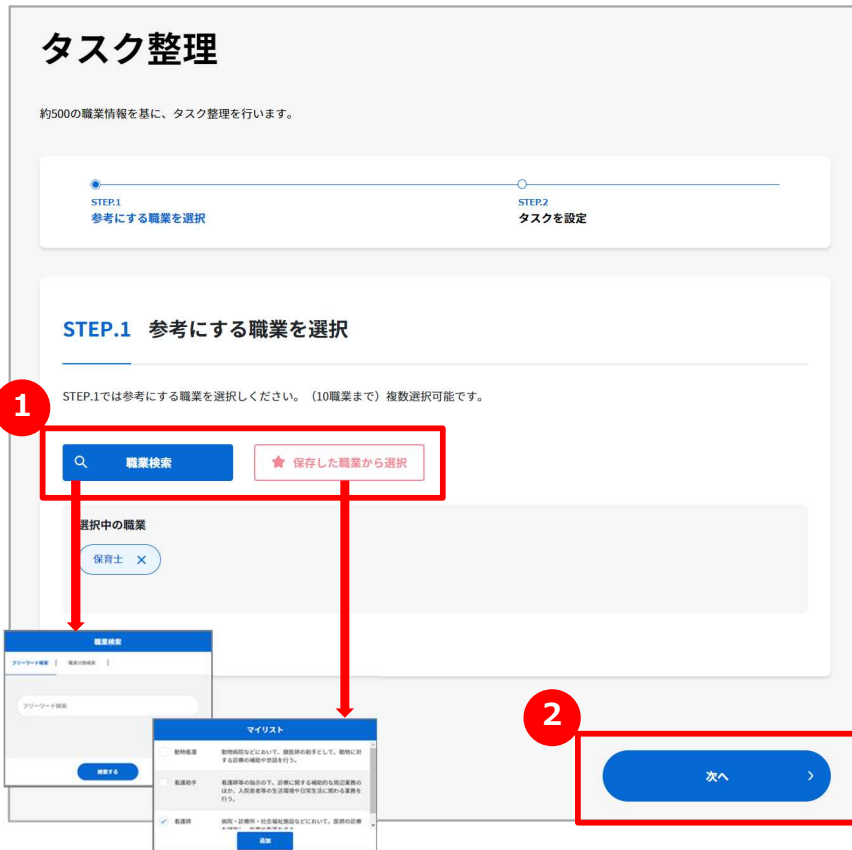 タスク整理
約500の職業情報を基に、タスク整理を行います。
STEP.1
参考にする職業を選択
STEP.2
タスクを設定
STEP.1 参考にする職業を選択
STEP.1では参考にする職業を選択しください。（10職業まで）複数選択可能です。
1
職業検索
保存した職業から選択
選択中の職業
保育士 ×
職業検索
フリーワード検索 | 職業分類検索 |
フリーワード検索
検索する
マイリスト
動物看護
動物病院などにおいて、獣医師の助手として、動物に対
する診療の補助や世話を行う。
看護助手
看護師等の指示の下、診療に関する補助的な周辺業務の
ほか、入院患者等の生活環境や日常生活に関わる業務を
行う。
看護師
病院・診療所・社会福祉施設などにおいて、医師の診療
追加
2
次へ